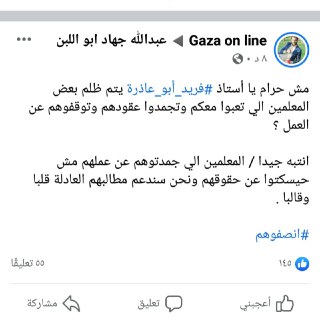 عبدالله جهاد ابو اللبن ◀ Gaza on line
٨ د •
مش حرام يا أستاذ #فريد_أبو_عاذرة يتم ظلم بعض
المعلمين الي تعبوا معكم وتجمدوا عقودهم وتوقفوهم عن
العمل ؟
انتبه جيدا / المعلمين الي جمدتوهم عن عملهم مش
حيسكتوا عن حقوقهم ونحن سندعم مطالبهم العادلة قلبا
وقالبا .
#انصفوهم
١٤٥
٥٥ تعليقًا
أعجبني
تعليق
مشاركة